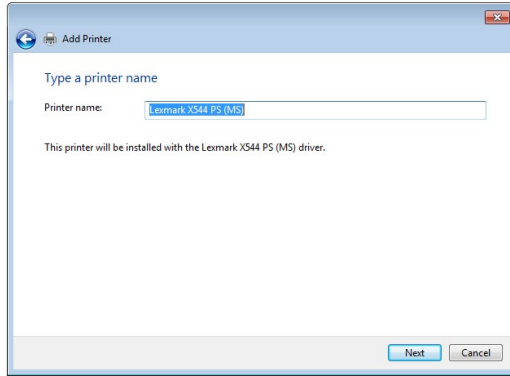 Add Printer
Type a printer name
Printer name: Lexmark X544 PS (MS)
This printer will be installed with the Lexmark X544 PS (MS) driver.
Next Cancel